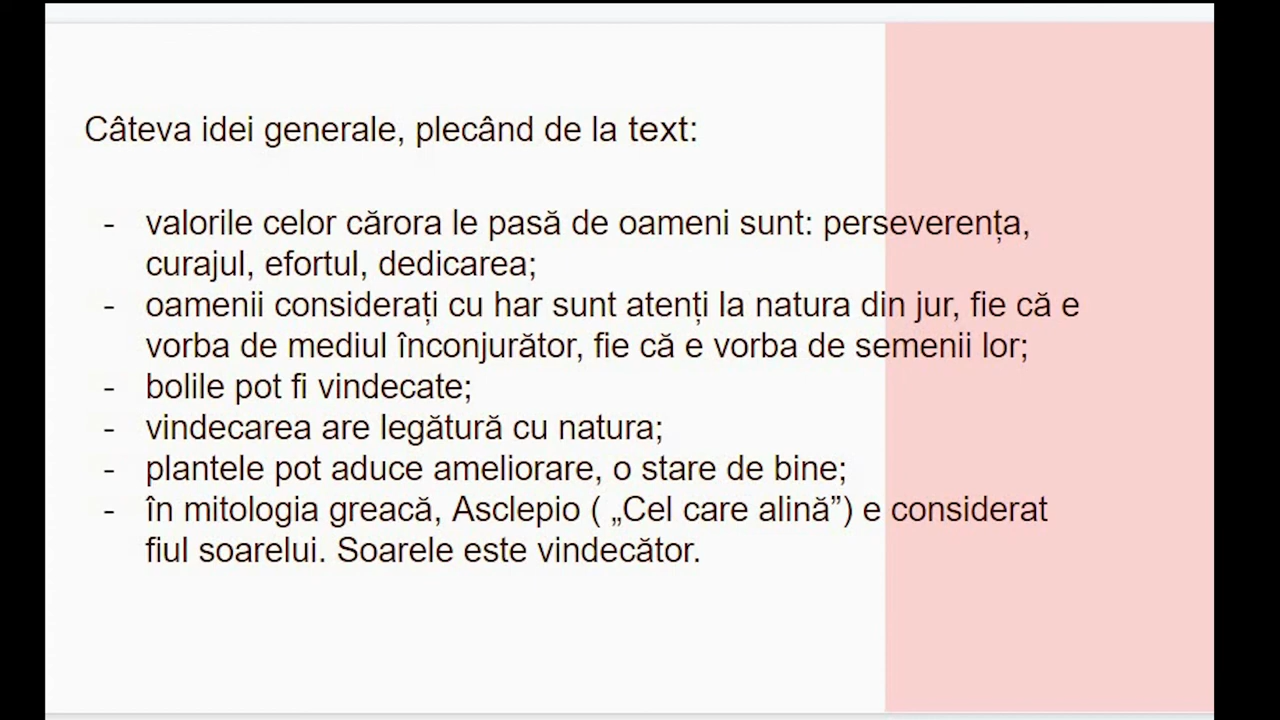 Câteva idei generale, plecând de la text:
- valorile celor cărora le pasă de oameni sunt: perseverența,
curajul, efortul, dedicarea;
- oamenii considerați cu har sunt atenți la natura din jur, fie că e
vorba de mediul înconjurător, fie că e vorba de semenii lor;
- bolile pot fi vindecate;
- vindecarea are legătură cu natura;
- plantele pot aduce ameliorare, o stare de bine;
- în mitologia greacă, Asclepio ( „Cel care alină”) e considerat
fiul soarelui. Soarele este vindecător.